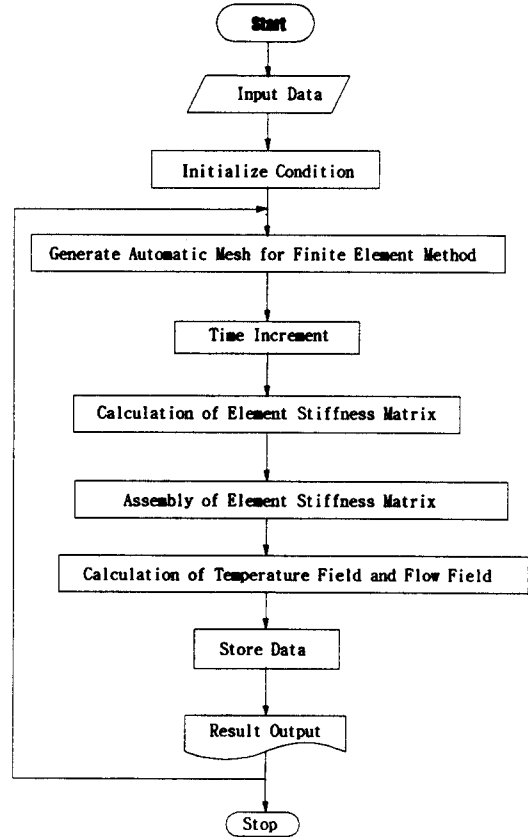 Start
Input Data
Initialize Condition
Generate Automatic Mesh for Finite Element Method
Time Increment
Calculation of Element Stiffness Matrix
Assembly of Element Stiffness Matrix
Calculation of Temperature Field and Flow Field
Store Data
Result Output
Stop